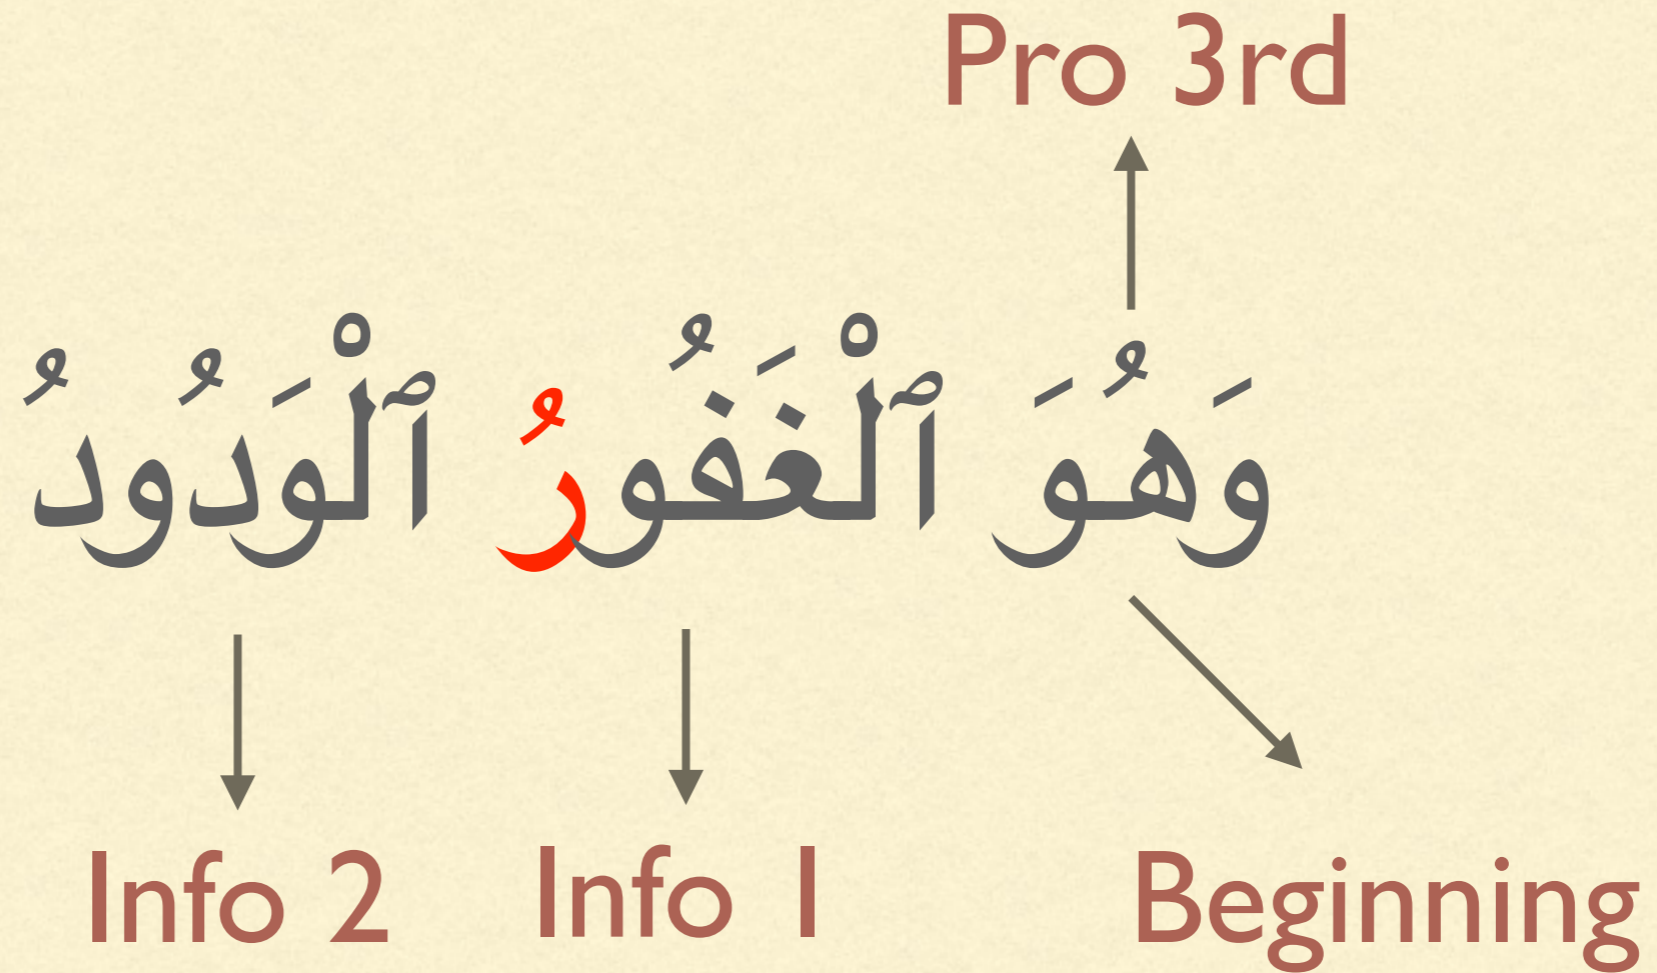 Pro 3rd
وَهُوَ ٱلْغَفُورُ ٱلْوَدُودُ
Info 2 Info 1 Beginning